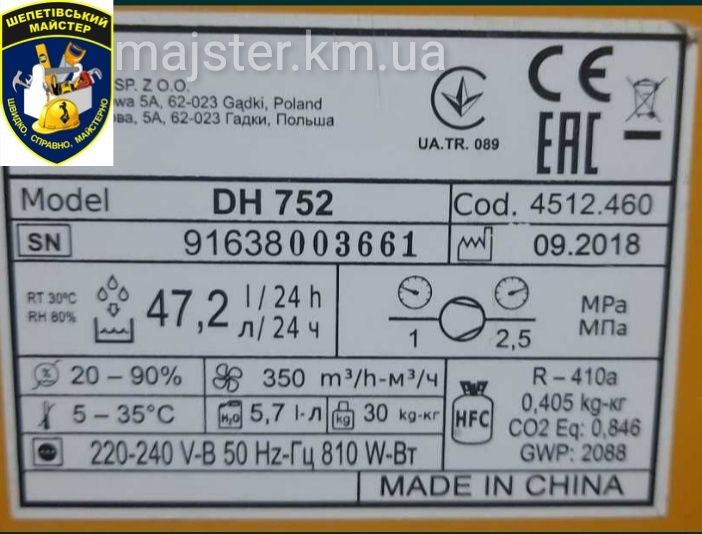 ШЕПЕТІВСЬКИЙ
МАЙСТЕР
ШВИДКО, СПРАВНО, МАЙСТЕРНО
majster.km.ua
SP. Z O.O.
owa 5A, 62-023 Gądki, Poland
ова, 5A, 62-023 Гадки, Польша
UA.TR. 089
CE
EAC
Model DH 752 Cod. 4512.460
SN 91638003661 09.2018
RT 30°C
RH 80%
47,2 l/24 h
л/24 ч
1 2,5
MPa
МПа
20 – 90% 350 m³/h-м³/ч
5 – 35°C H₂O 5,7 l-л kg 30 kg-кг
220-240 V-В 50 Hz-Гц 810 W-Вт
HFC
R – 410a
0,405 kg-кг
CO2 Eq: 0,846
GWP: 2088
MADE IN CHINA